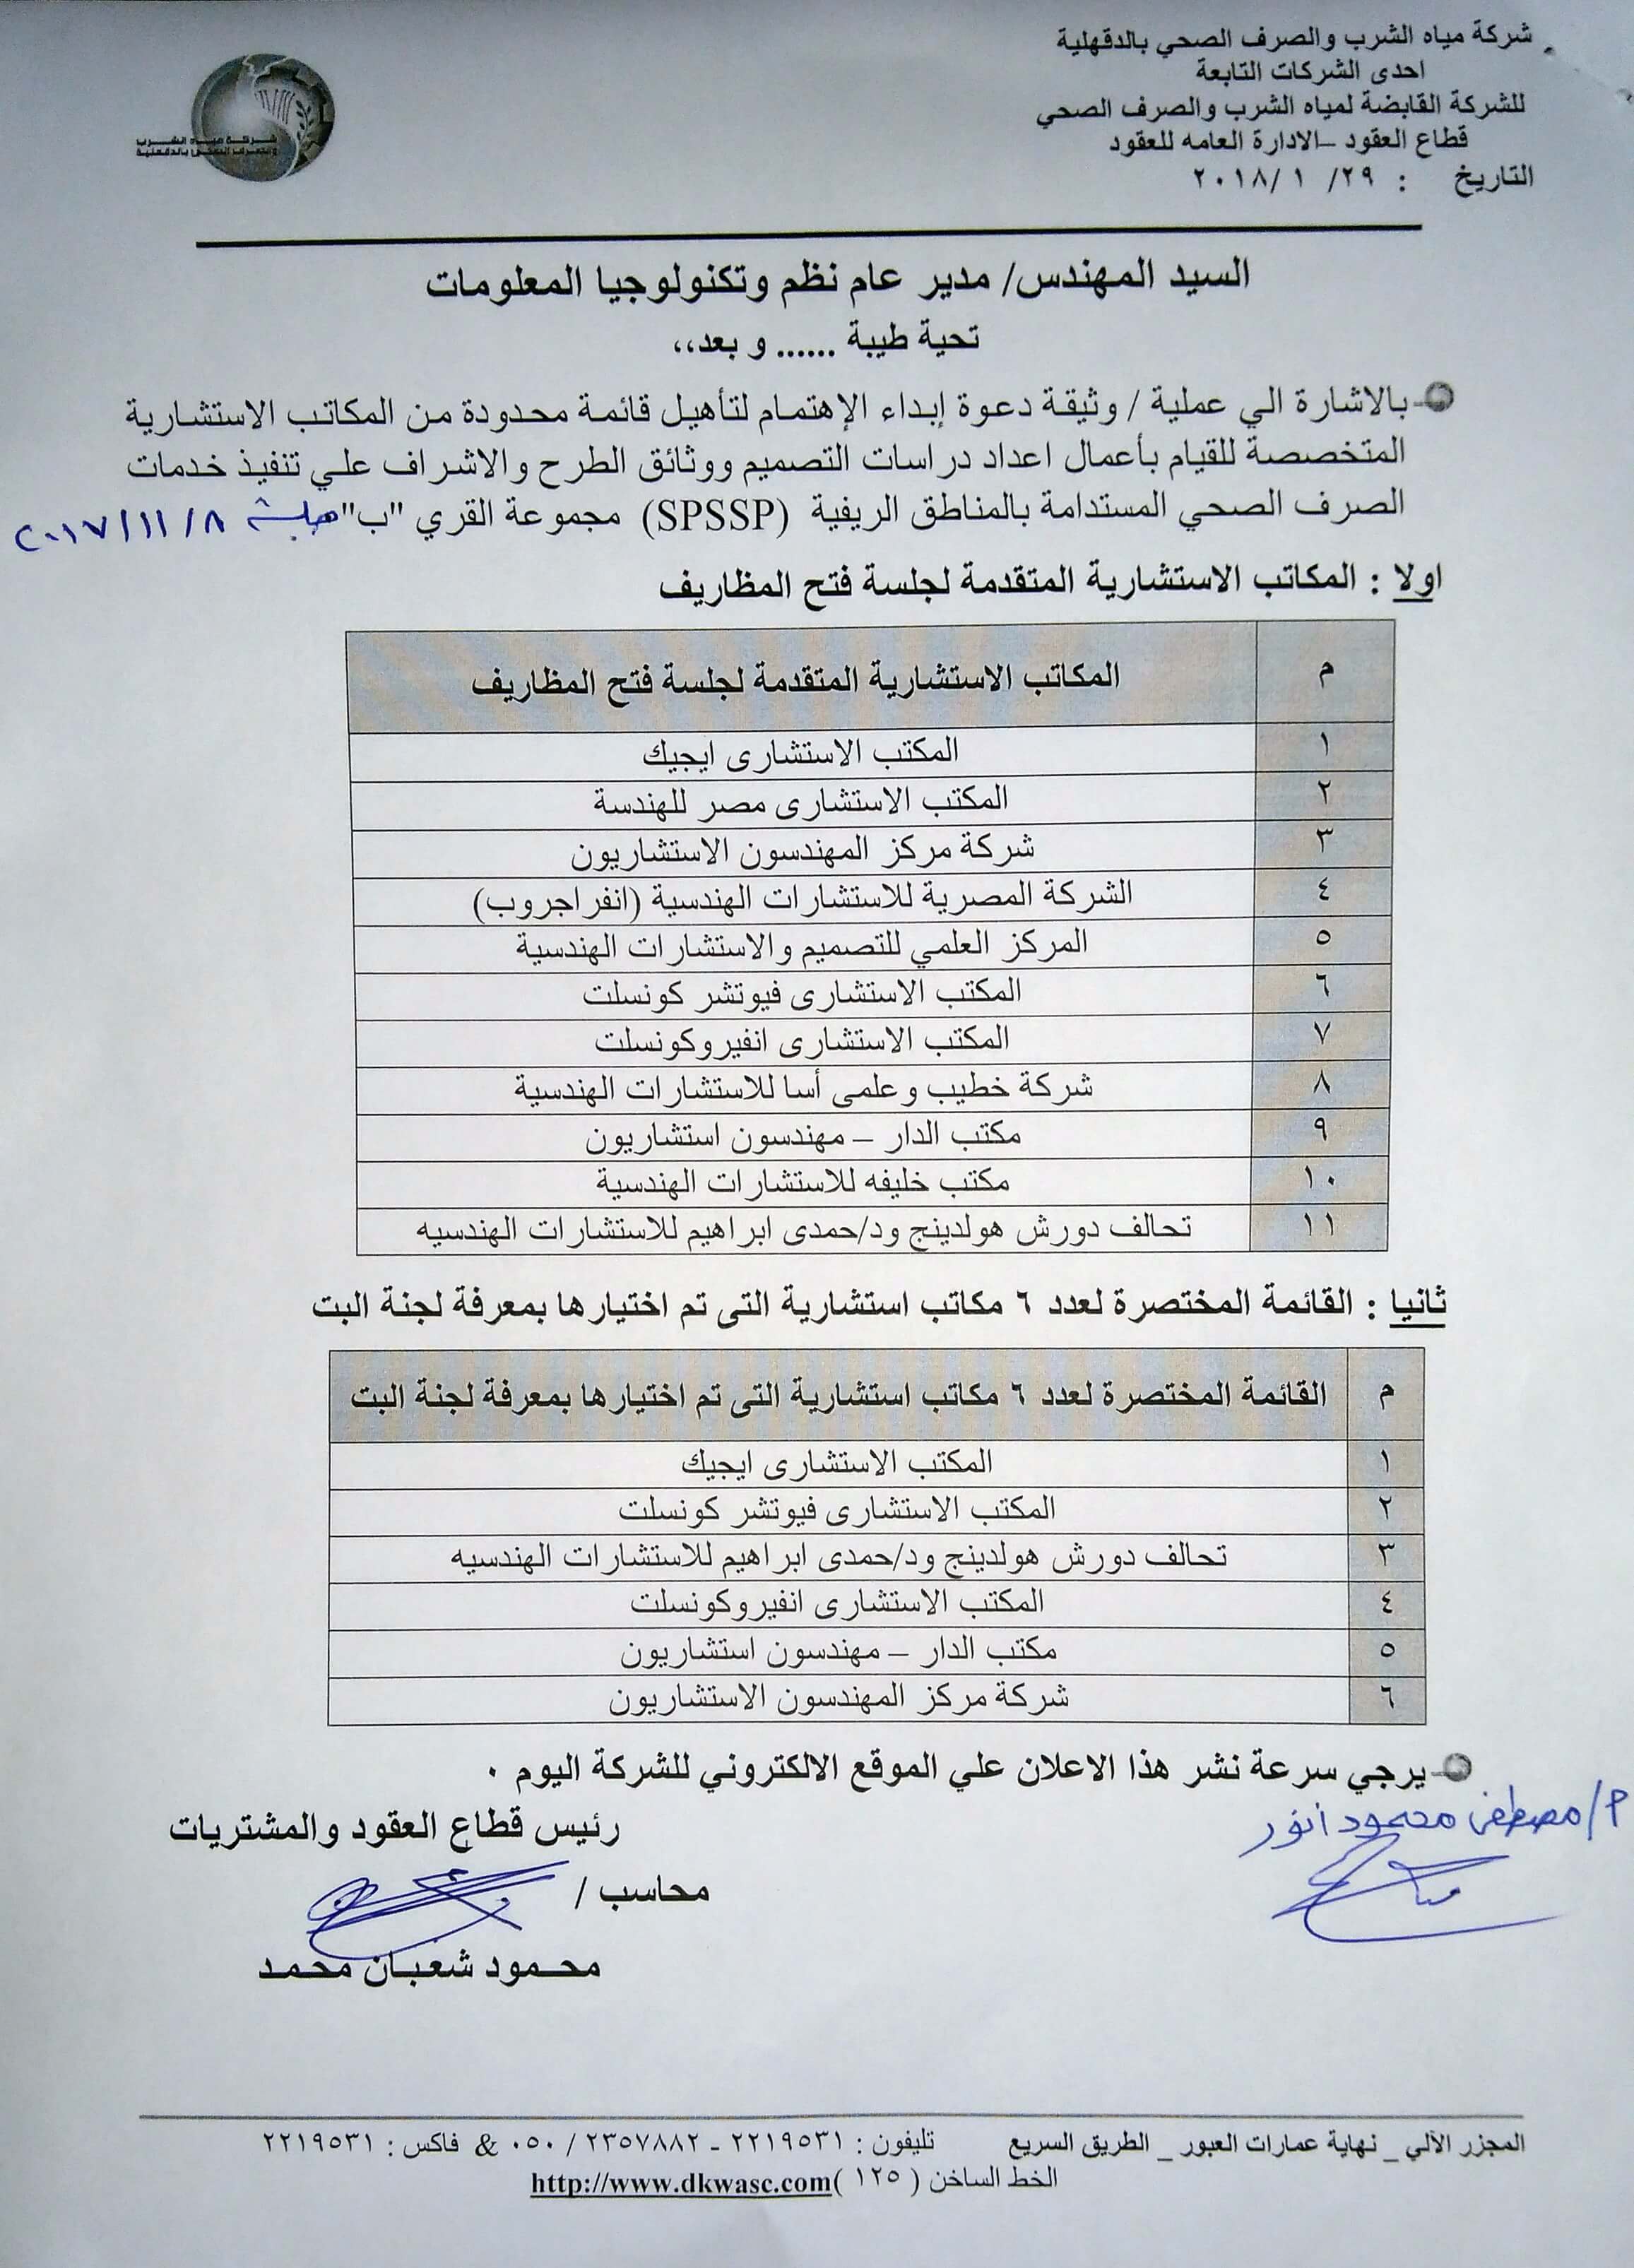 شركة مياه الشرب والصرف الصحي بالدقهلية
احدى الشركات التابعة
للشركة القابضة لمياه الشرب والصرف الصحي
قطاع العقود –الادارة العامه للعقود
التاريخ : ٢٩/ ١ /٢٠١٨
شركة مياه الشرب
والصرف الصحى بالدقهلية
السيد المهندس/ مدير عام نظم وتكنولوجيا المعلومات
تحية طيبة ...... و بعد،،
بالاشارة الي عملية / وثيقة دعوة إبداء الإهتمام لتأهيل قائمة محدودة من المكاتب الاستشارية
المتخصصة للقيام بأعمال اعداد دراسات التصميم ووثائق الطرح والاشراف علي تنفيذ خدمات
الصرف الصحي المستدامة بالمناطق الريفية (SPSSP) مجموعة القري "ب" جلسة ٢٠١٧/١١/٨
اولا : المكاتب الاستشارية المتقدمة لجلسة فتح المظاريف
م المكاتب الاستشارية المتقدمة لجلسة فتح المظاريف
١ المكتب الاستشارى ايجيك
٢ المكتب الاستشارى مصر للهندسة
٣ شركة مركز المهندسون الاستشاريون
٤ الشركة المصرية للاستشارات الهندسية (انفراجروب)
٥ المركز العلمي للتصميم والاستشارات الهندسية
٦ المكتب الاستشارى فيوتشر كونسلت
٧ المكتب الاستشارى انفيروكونسلت
٨ شركة خطيب وعلمى أسا للاستشارات الهندسية
٩ مكتب الدار – مهندسون استشاريون
١٠ مكتب خليفه للاستشارات الهندسية
١١ تحالف دورش هولدينج ود/حمدى ابراهيم للاستشارات الهندسيه
ثانيا : القائمة المختصرة لعدد ٦ مكاتب استشارية التى تم اختيارها بمعرفة لجنة البت
م القائمة المختصرة لعدد ٦ مكاتب استشارية التى تم اختيارها بمعرفة لجنة البت
١ المكتب الاستشارى ايجيك
٢ المكتب الاستشارى فيوتشر كونسلت
٣ تحالف دورش هولدينج ود/حمدى ابراهيم للاستشارات الهندسيه
٤ المكتب الاستشارى انفيروكونسلت
٥ مكتب الدار – مهندسون استشاريون
٦ شركة مركز المهندسون الاستشاريون
يرجي سرعة نشر هذا الاعلان علي الموقع الالكتروني للشركة اليوم ٠
م/ مصطفى محمود انور
رئيس قطاع العقود والمشتريات
محاسب /
محمود شعبان محمد
المجزر الآلي _ نهاية عمارات العبور _ الطريق السريع تليفون : ٢٢١٩٥٣١ - ٢٣٥٧٨٨٢ / ٠٥٠ & فاكس : ٢٢١٩٥٣١
الخط الساخن ( ١٢٥ )http://www.dkwasc.com